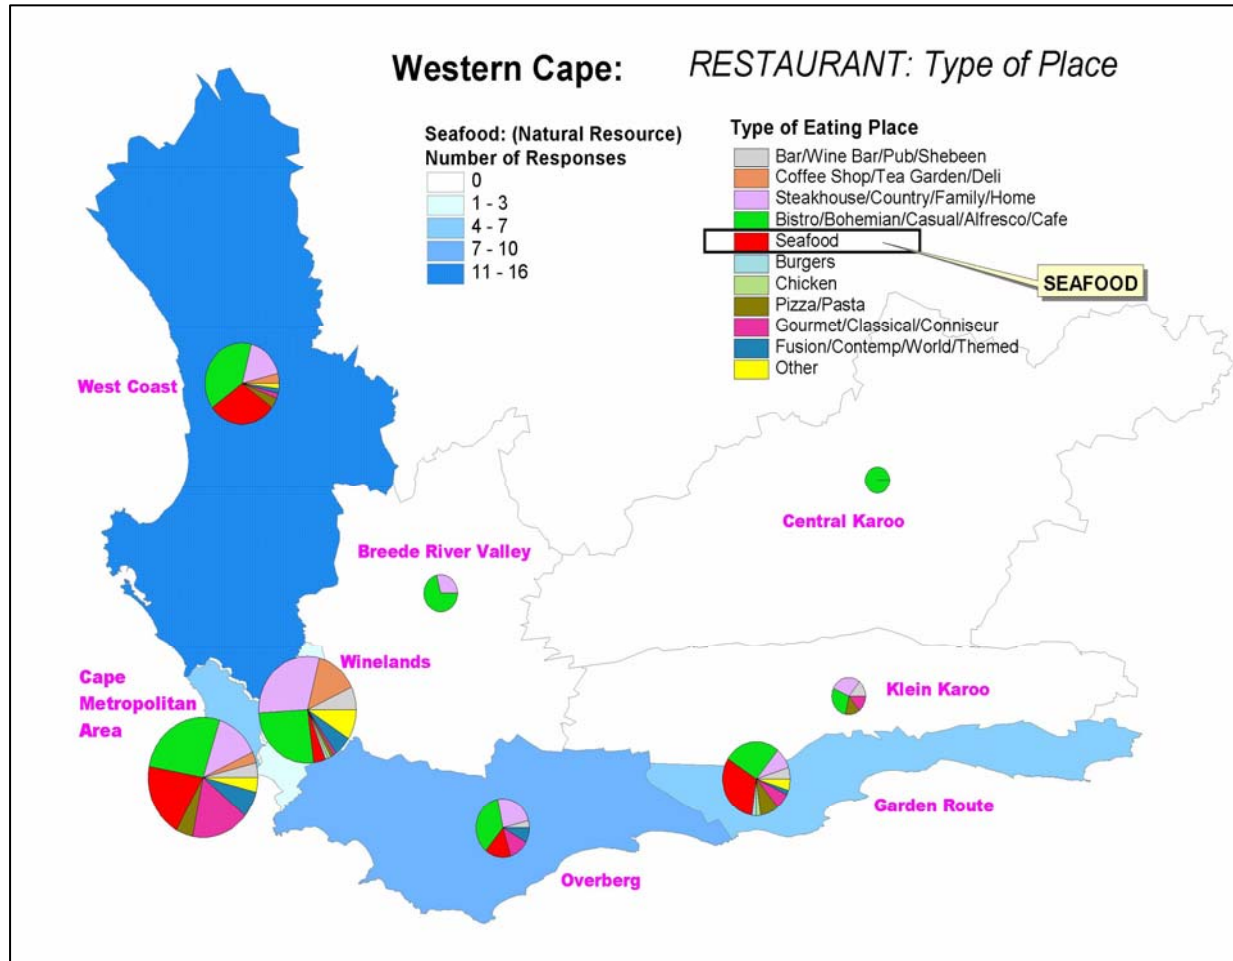 Western Cape:
RESTAURANT: Type of Place
Seafood: (Natural Resource)
Number of Responses
0
1 - 3
4 - 7
7 - 10
11 - 16
Type of Eating Place
Bar/Wine Bar/Pub/Shebeen
Coffee Shop/Tea Garden/Deli
Steakhouse/Country/Family/Home
Bistro/Bohemian/Casual/Alfresco/Cafe
Seafood
Burgers
Chicken
Pizza/Pasta
Gourmet/Classical/Conniseur
Fusion/Contemp/World/Themed
Other
SEAFOOD
West Coast
Central Karoo
Breede River Valley
Winelands
Cape
Metropolitan
Area
Klein Karoo
Garden Route
Overberg